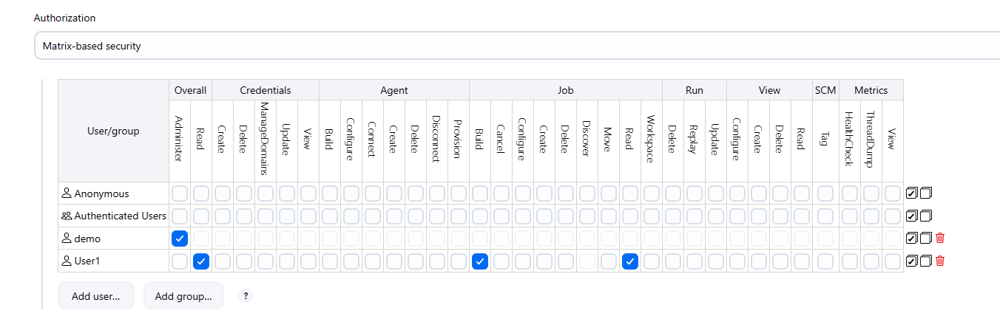 Authorization
Matrix-based security
User/group Overall Credentials Agent Job Run View SCM Metrics
Administer Read Create Delete ManageDomains Update View Build Configure Connect Create Delete Disconnect Provision Build Cancel Configure Create Delete Discover Move Read Workspace Delete Replay Update Configure Create Delete Read Tag HealthCheck ThreadDump View
Anonymous
Authenticated Users
demo
User1
Add user... Add group... ?